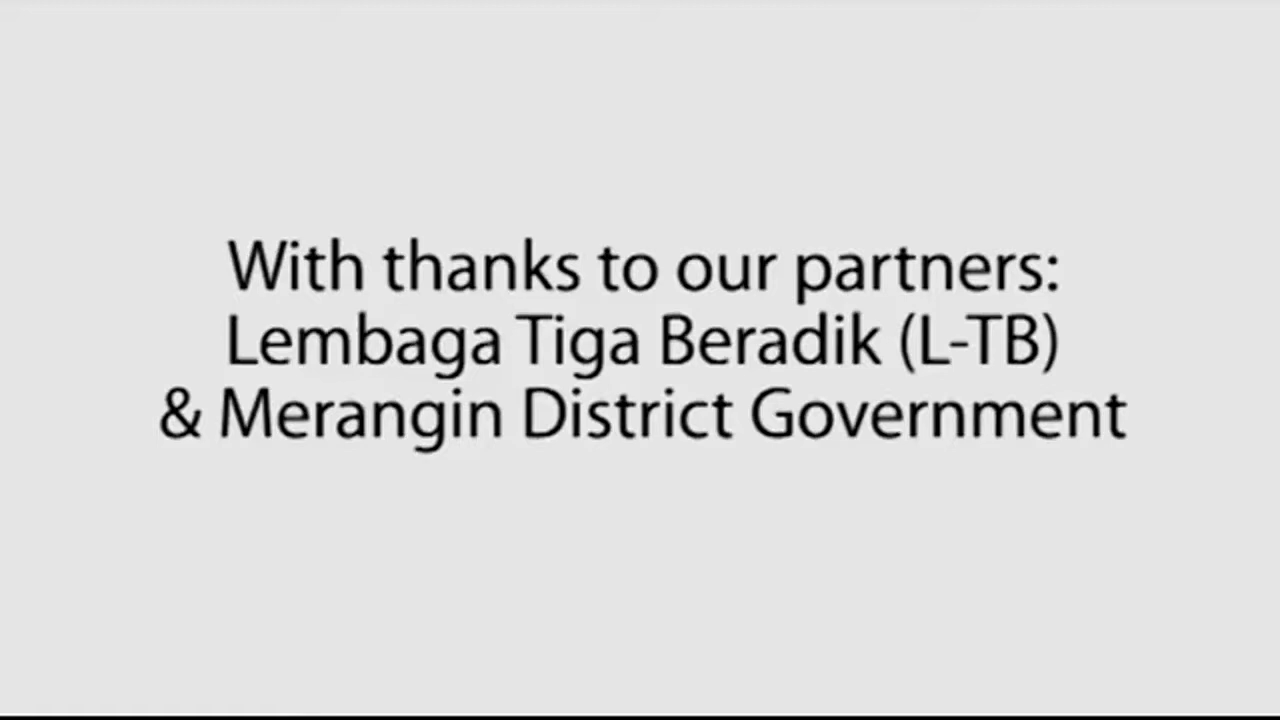 With thanks to our partners:
Lembaga Tiga Beradik (L-TB)
& Merangin District Government